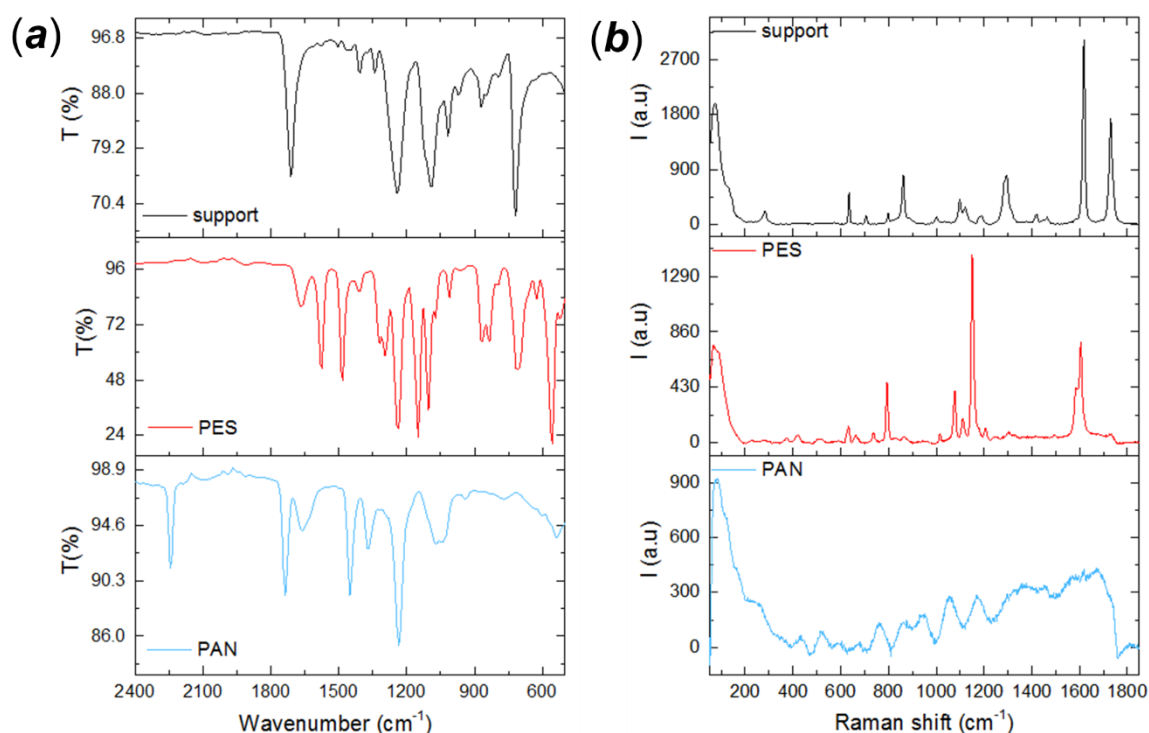 (a)
T (%)
96.8
88.0
79.2
70.4
support
T(%)
96
72
48
24
PES
T(%)
98.9
94.6
90.3
86.0
PAN
2400 2100 1800 1500 1200 900 600
Wavenumber (cm⁻¹)
(b)
I (a.u)
2700
1800
900
0
support
I (a.u)
1290
860
430
0
PES
I (a.u)
900
600
300
0
PAN
200 400 600 800 1000 1200 1400 1600 1800
Raman shift (cm⁻¹)